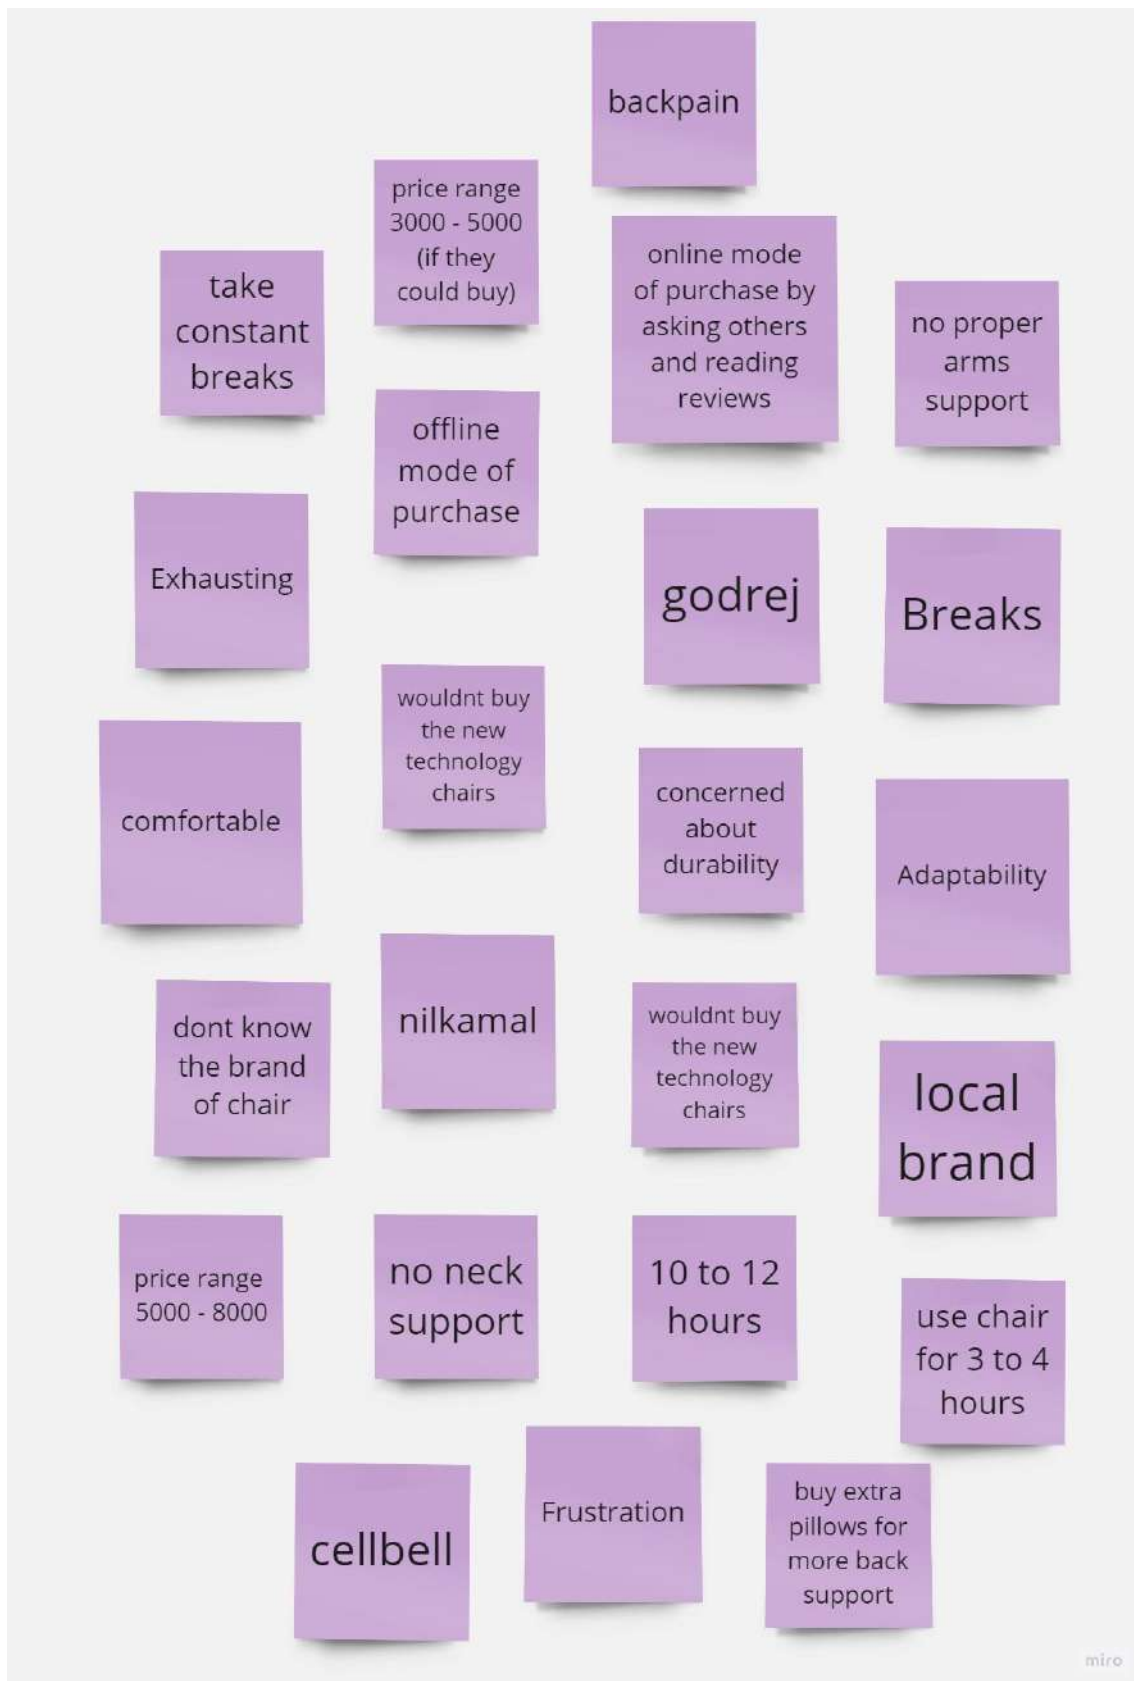 backpain
price range
3000 - 5000
(if they
could buy)
online mode
of purchase by
asking others
and reading
reviews
take
constant
breaks
no proper
arms
support
offline
mode of
purchase
Exhausting
godrej
Breaks
wouldnt buy
the new
technology
chairs
comfortable
concerned
about
durability
Adaptability
nilkamal
dont know
the brand
of chair
wouldnt buy
the new
technology
chairs
local
brand
price range
5000 - 8000
no neck
support
10 to 12
hours
use chair
for 3 to 4
hours
cellbell
Frustration
buy extra
pillows for
more back
support
miro